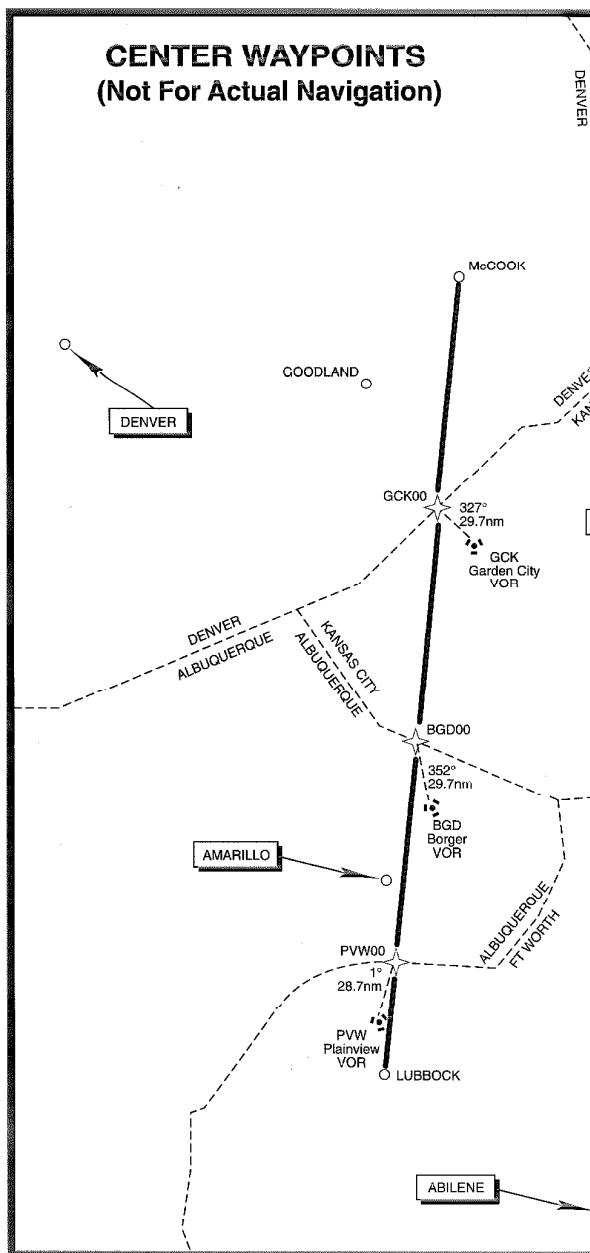 CENTER WAYPOINTS
(Not For Actual Navigation)
DENVER
McCOOK
GOODLAND
DENVER
DENVER
KAN
GCK00
327°
29.7nm
GCK
Garden City
VOR
DENVER
ALBUQUERQUE
KANSAS CITY
ALBUQUERQUE
BGD00
352°
29.7nm
BGD
Borger
VOR
AMARILLO
ALBUQUERQUE
FT WORTH
PVW00
1°
28.7nm
PVW
Plainview
VOR
LUBBOCK
ABILENE